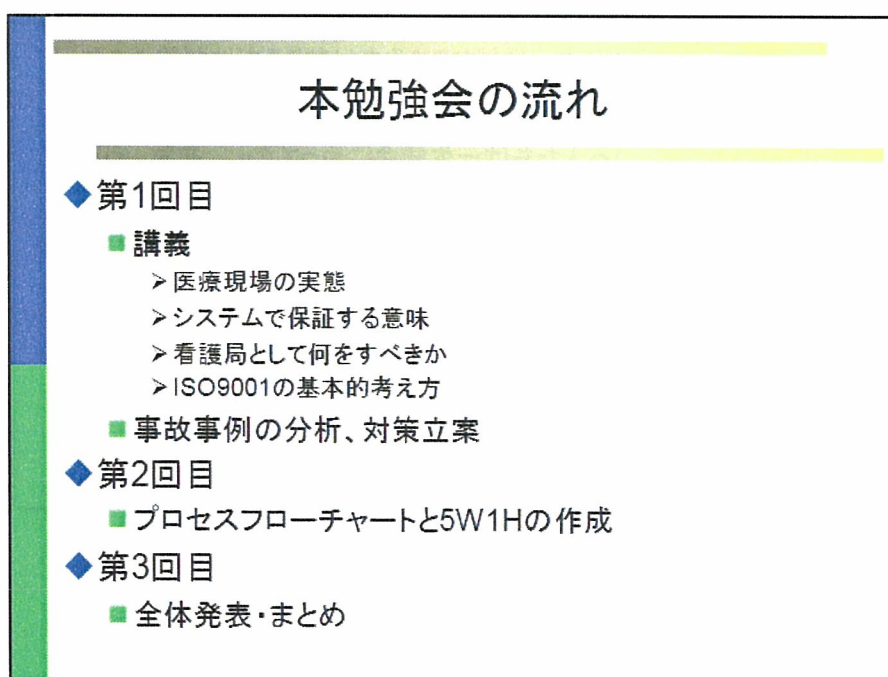 本勉強会の流れ
第1回目
講義
医療現場の実態
システムで保証する意味
看護局として何をすべきか
ISO9001の基本的考え方
事故事例の分析、対策立案
第2回目
プロセスフローチャートと5W1Hの作成
第3回目
全体発表・まとめ